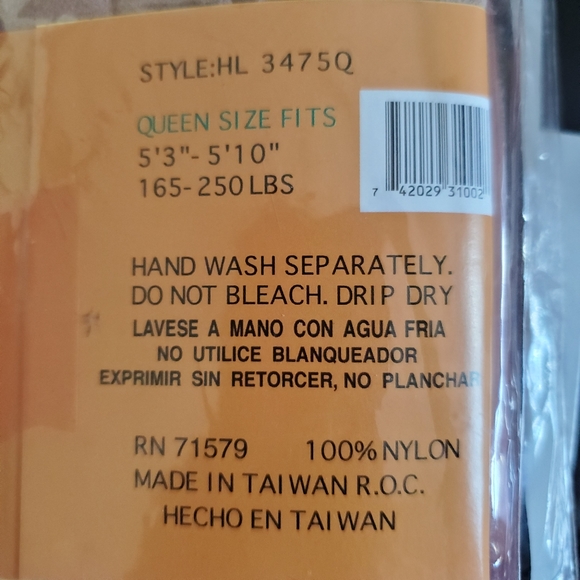 STYLE:HL 3475Q
QUEEN SIZE FITS
5'3"-5'10"
165-250LBS
7 42029 31002
HAND WASH SEPARATELY.
DO NOT BLEACH. DRIP DRY
LAVESE A MANO CON AGUA FRIA
NO UTILICE BLANQUEADOR
EXPRIMIR SIN RETORCER, NO PLANCHAR
RN 71579 100% NYLON
MADE IN TAIWAN R.O.C.
HECHO EN TAIWAN